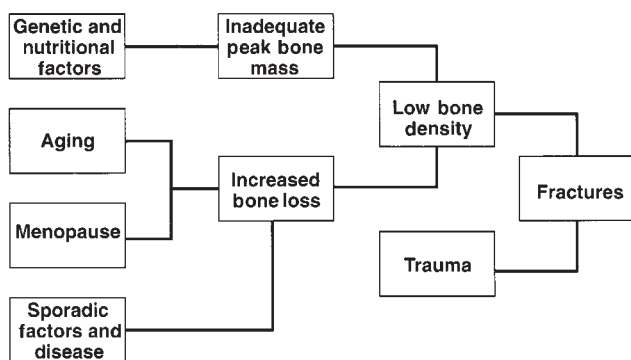 Genetic and
nutritional
factors
Inadequate
peak bone
mass
Low bone
density
Aging
Increased
bone loss
Fractures
Menopause
Trauma
Sporadic
factors and
disease